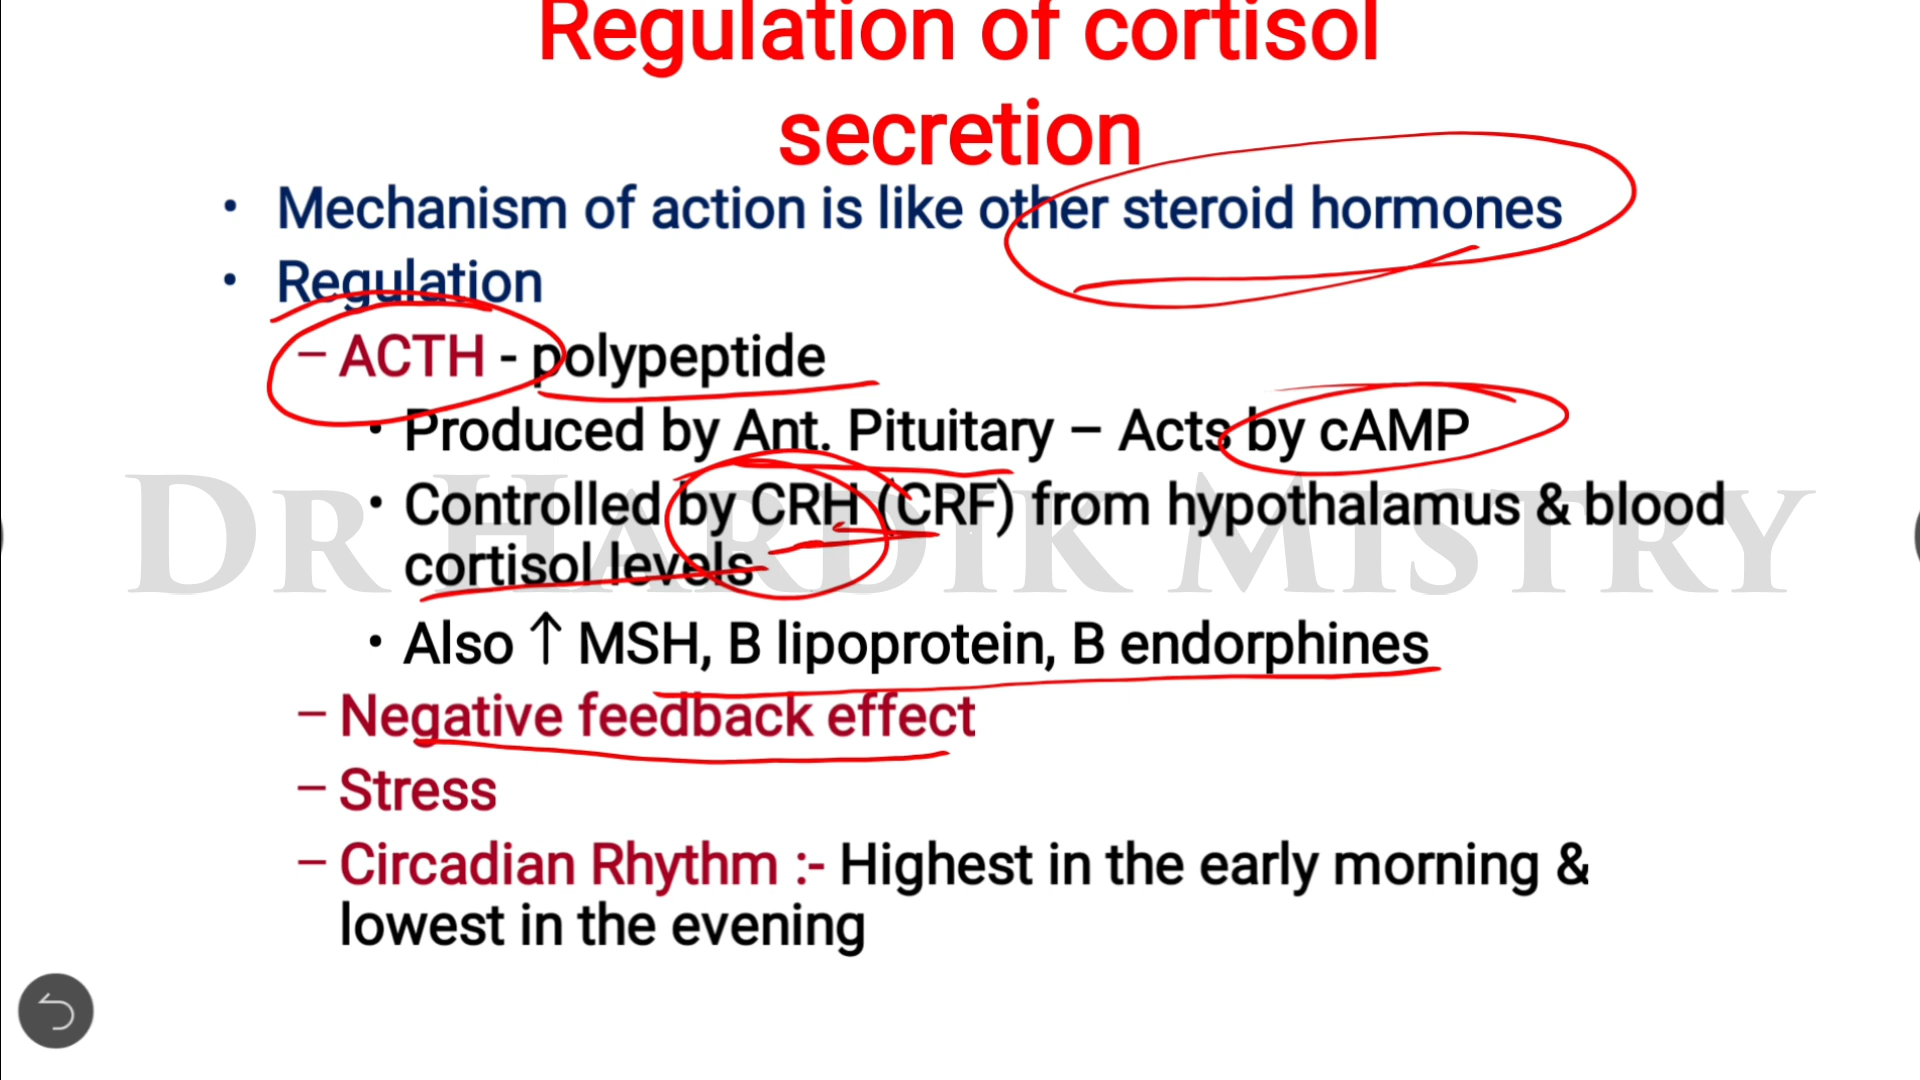 Regulation of cortisol
secretion
• Mechanism of action is like other steroid hormones
• Regulation
– ACTH - polypeptide
• Produced by Ant. Pituitary – Acts by cAMP
• Controlled by CRH (CRF) from hypothalamus & blood
cortisol levels
DR HARDIK MISTRY
• Also ↑ MSH, B lipoprotein, B endorphines
– Negative feedback effect
– Stress
– Circadian Rhythm :- Highest in the early morning &
lowest in the evening